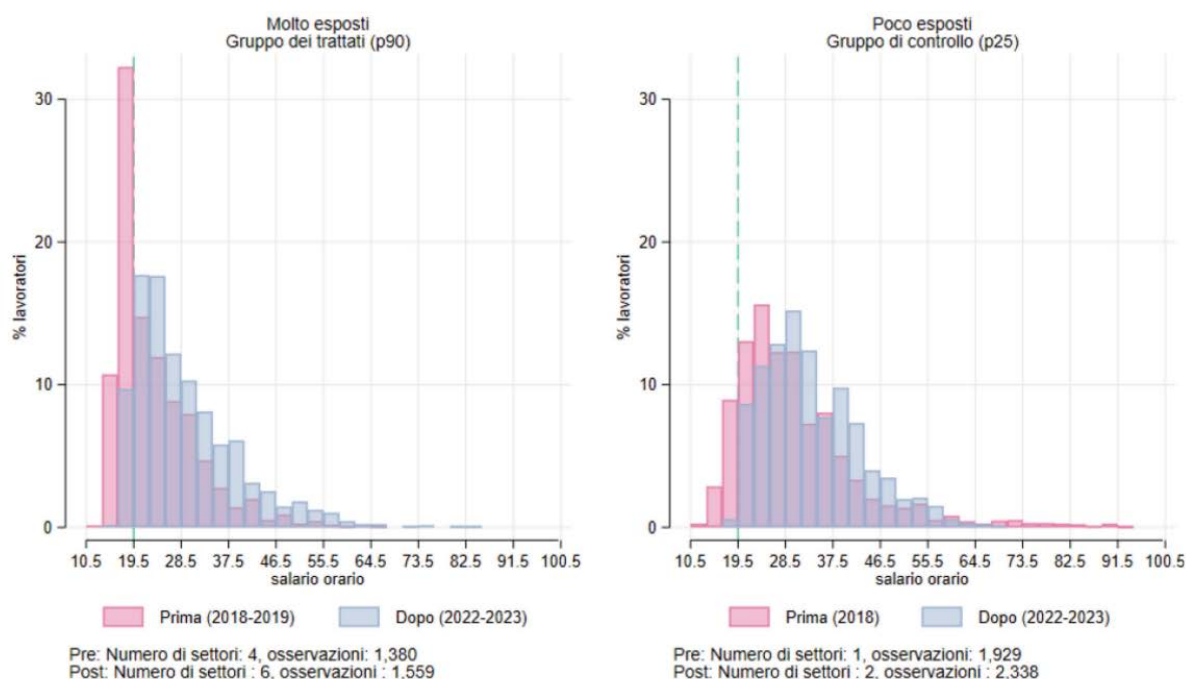 Molto esposti
Gruppo dei trattati (p90)
30
20
10
0
% lavoratori
10.5 19.5 28.5 37.5 46.5 55.5 64.5 73.5 82.5 91.5 100.5
salario orario
Prima (2018-2019) Dopo (2022-2023)
Pre: Numero di settori: 4, osservazioni: 1,380
Post: Numero di settori : 6, osservazioni : 1,559
Poco esposti
Gruppo di controllo (p25)
30
20
10
0
% lavoratori
10.5 19.5 28.5 37.5 46.5 55.5 64.5 73.5 82.5 91.5 100.5
salario orario
Prima (2018) Dopo (2022-2023)
Pre: Numero di settori: 1, osservazioni: 1,929
Post: Numero di settori : 2, osservazioni : 2,338